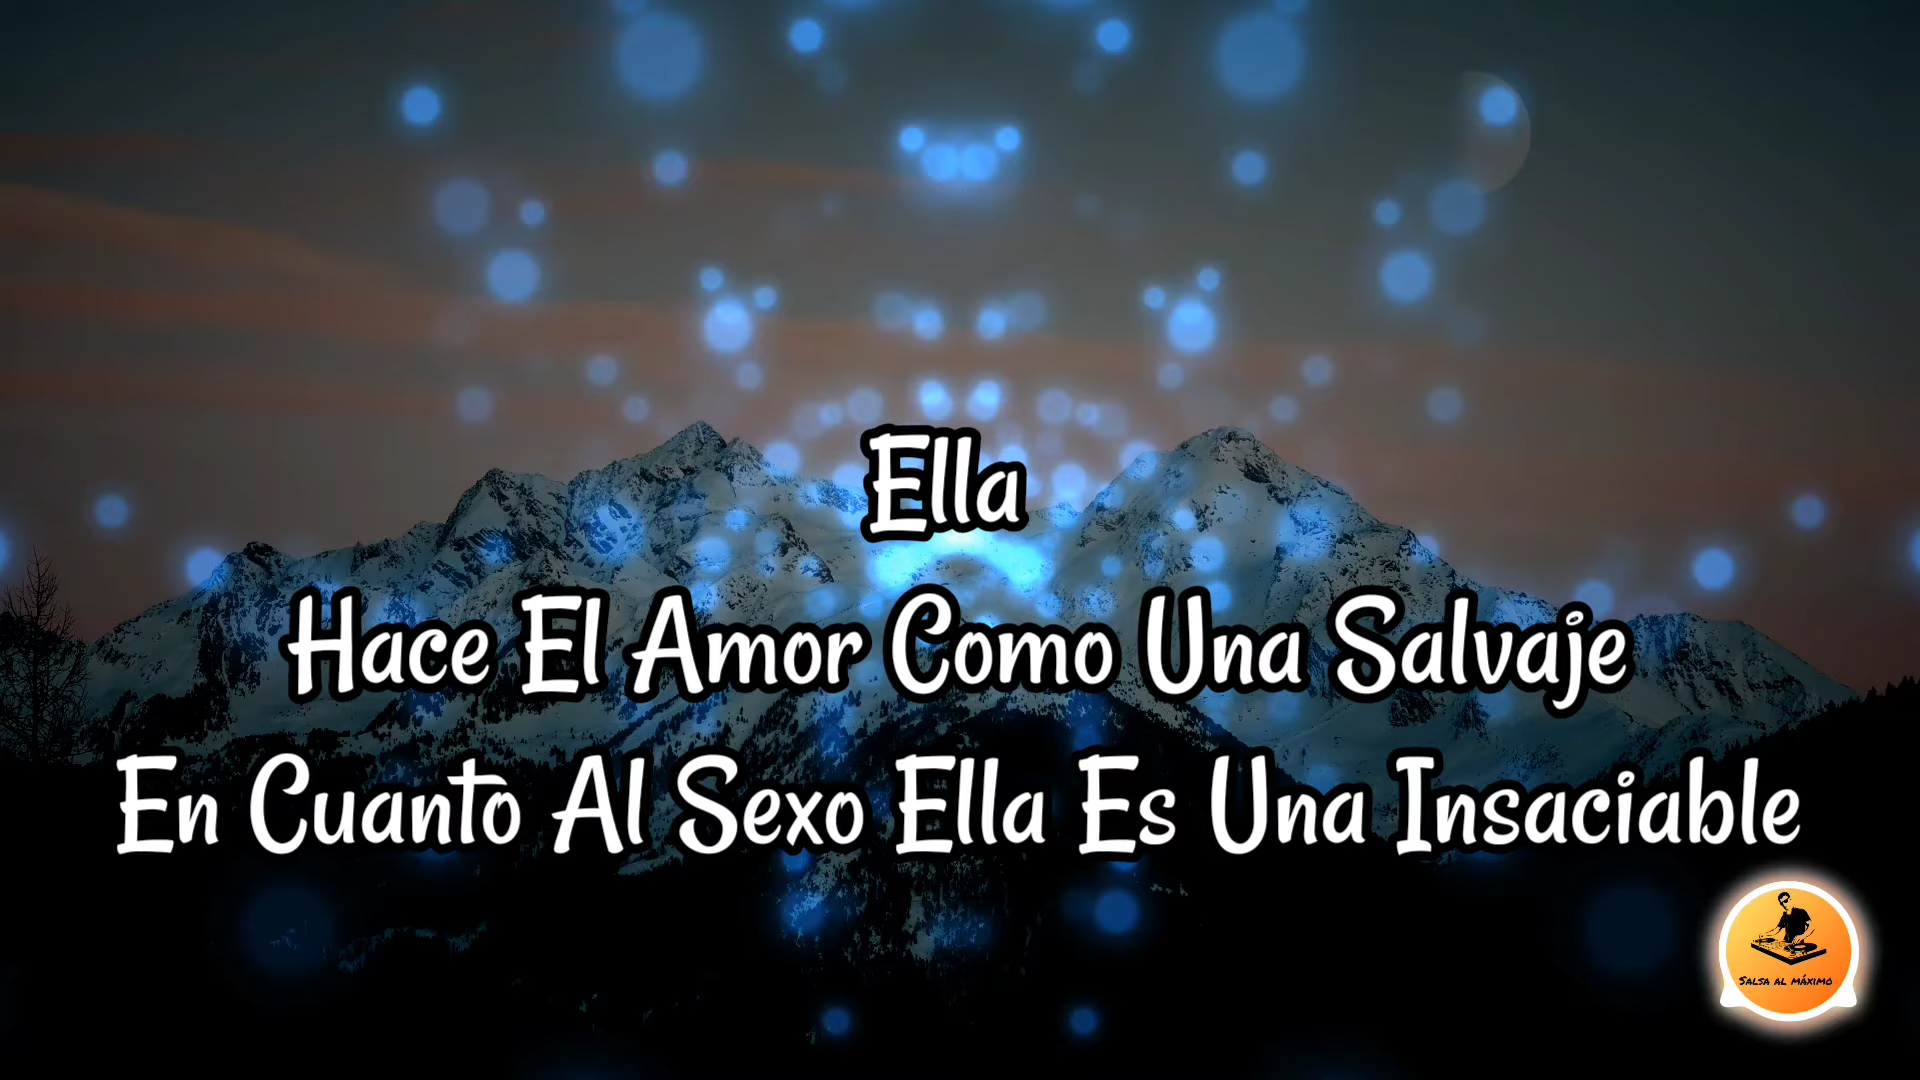 Ella
Hace El Amor Como Una Salvaje
En Cuanto Al Sexo Ella Es Una Insaciable
Salsa al máximo